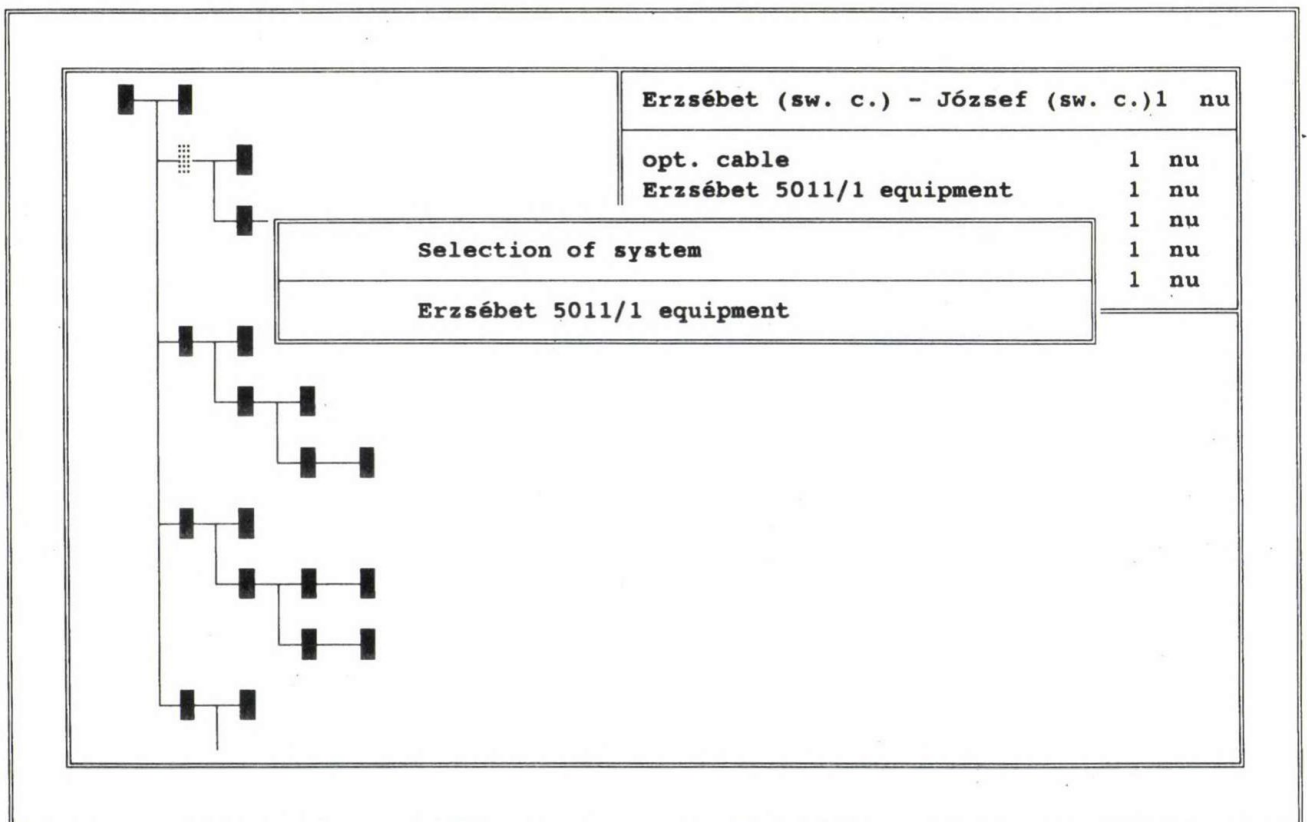 Erzsébet (sw. c.) - József (sw. c.)1 nu
opt. cable 1 nu
Erzsébet 5011/1 equipment 1 nu
1 nu
1 nu
1 nu
Selection of system
Erzsébet 5011/1 equipment